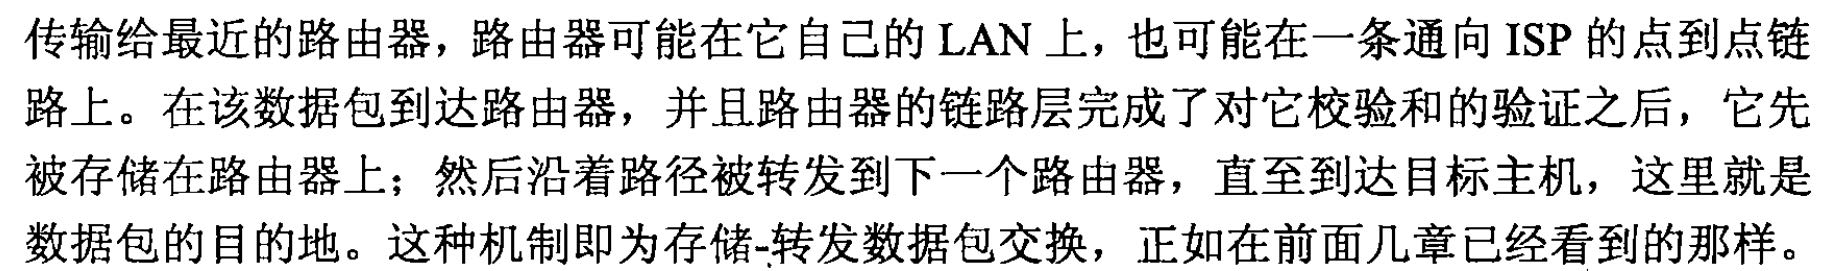 传输给最近的路由器，路由器可能在它自己的 LAN 上，也可能在一条通向 ISP 的点到点链
路上。在该数据包到达路由器，并且路由器的链路层完成了对它校验和的验证之后，它先
被存储在路由器上；然后沿着路径被转发到下一个路由器，直至到达目标主机，这里就是
数据包的目的地。这种机制即为存储-转发数据包交换，正如在前面几章已经看到的那样。